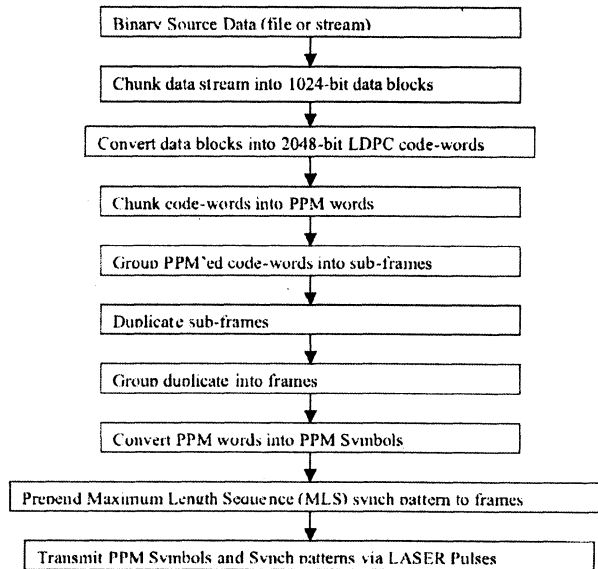 Binary Source Data (file or stream)
Chunk data stream into 1024-bit data blocks
Convert data blocks into 2048-bit LDPC code-words
Chunk code-words into PPM words
Group PPM'ed code-words into sub-frames
Duplicate sub-frames
Group duplicate into frames
Convert PPM words into PPM Symbols
Prepend Maximum Length Sequence (MLS) synch pattern to frames
Transmit PPM Symbols and Synch patterns via LASER Pulses